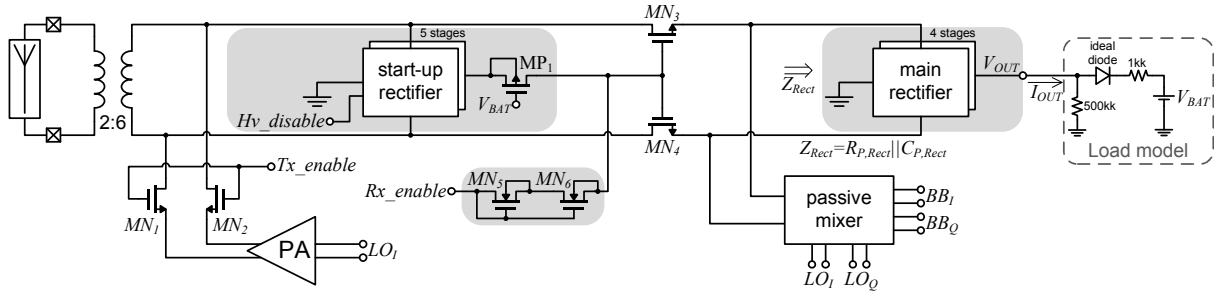 MN3
5 stages
4 stages
start-up
rectifier
MP1
VBAT
Hv_disable
2:6
ZRect
main
rectifier
VOUT
IOUT
ideal
diode
1kk
500kk
VBAT
Load model
MN4
ZRect=RP,Rect||CP,Rect
Tx_enable
MN1
MN2
PA
LOI
Rx_enable
MN5
MN6
passive
mixer
BBI
BBQ
LOI
LOQ